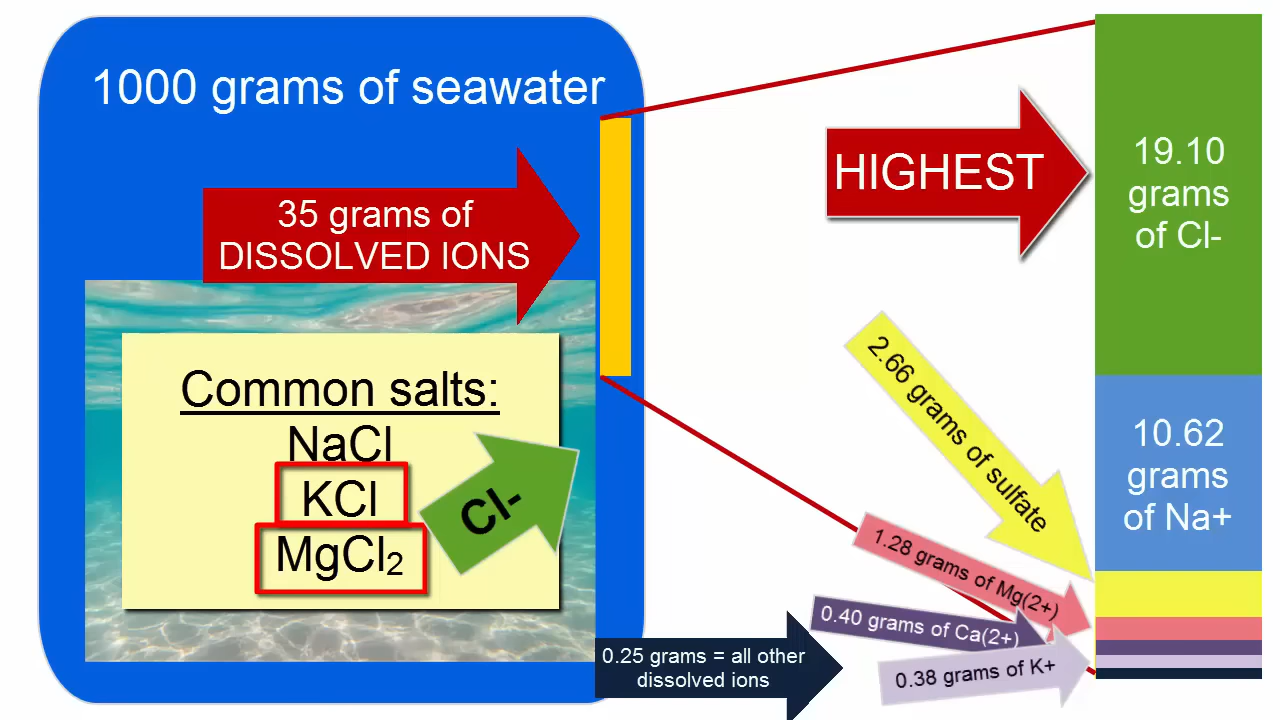 1000 grams of seawater
35 grams of
DISSOLVED IONS
Common salts:
NaCl
KCl
MgCl₂
Cl-
HIGHEST
19.10
grams
of Cl-
10.62
grams
of Na+
2.66 grams of sulfate
1.28 grams of Mg(2+)
0.40 grams of Ca(2+)
0.38 grams of K+
0.25 grams = all other
dissolved ions